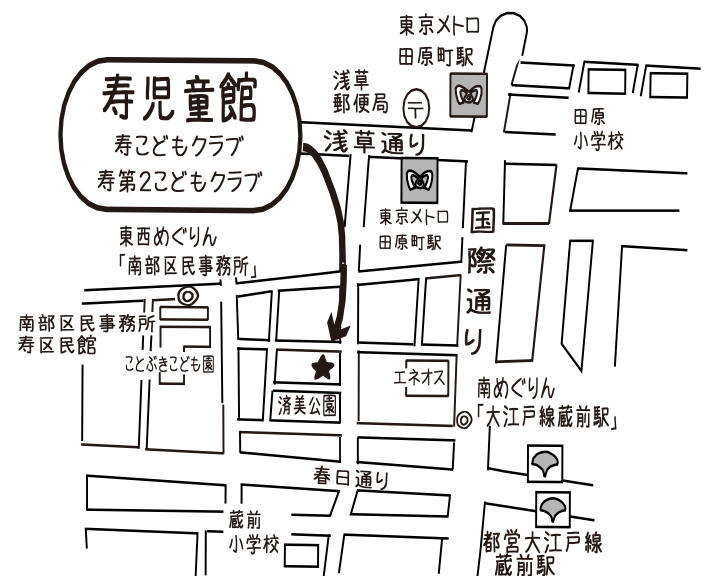 東京メトロ
田原町駅
浅草
郵便局
〒
田原
小学校
寿児童館
寿こどもクラブ
寿第2こどもクラブ
浅草通り
東京メトロ
田原町駅
国際通り
東西めぐりん
「南部区民事務所」
南部区民事務所
寿区民館
ことぶきこども園
エネオス
済美公園
南めぐりん
「大江戸線蔵前駅」
春日通り
蔵前
小学校
都営大江戸線
蔵前駅